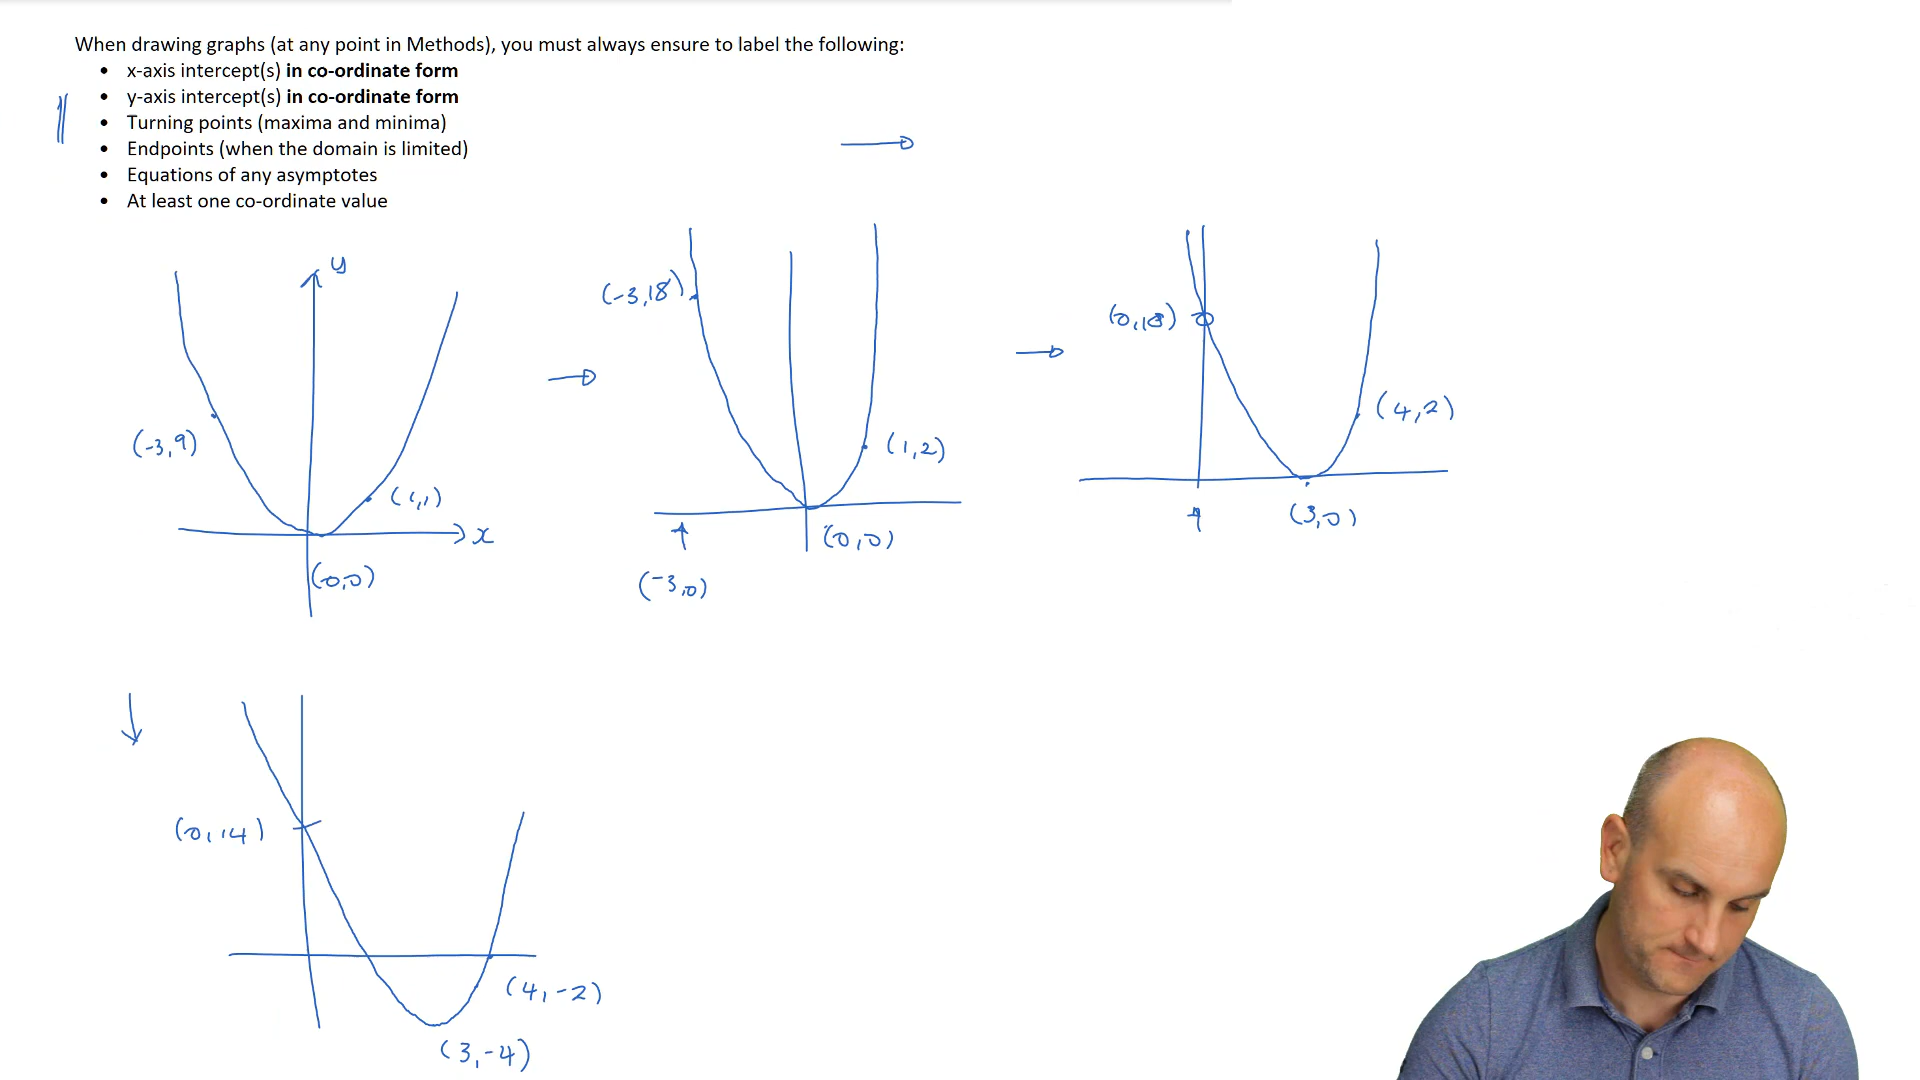 When drawing graphs (at any point in Methods), you must always ensure to label the following:
• x-axis intercept(s) in co-ordinate form
• y-axis intercept(s) in co-ordinate form
• Turning points (maxima and minima)
• Endpoints (when the domain is limited)
• Equations of any asymptotes
• At least one co-ordinate value
y
(-3,9)
(1,1)
x
(0,0)
(-3,18)
(1,2)
(0,0)
(-3,0)
(4,2)
(3,0)
(0,14)
(4,-2)
(3,-4)